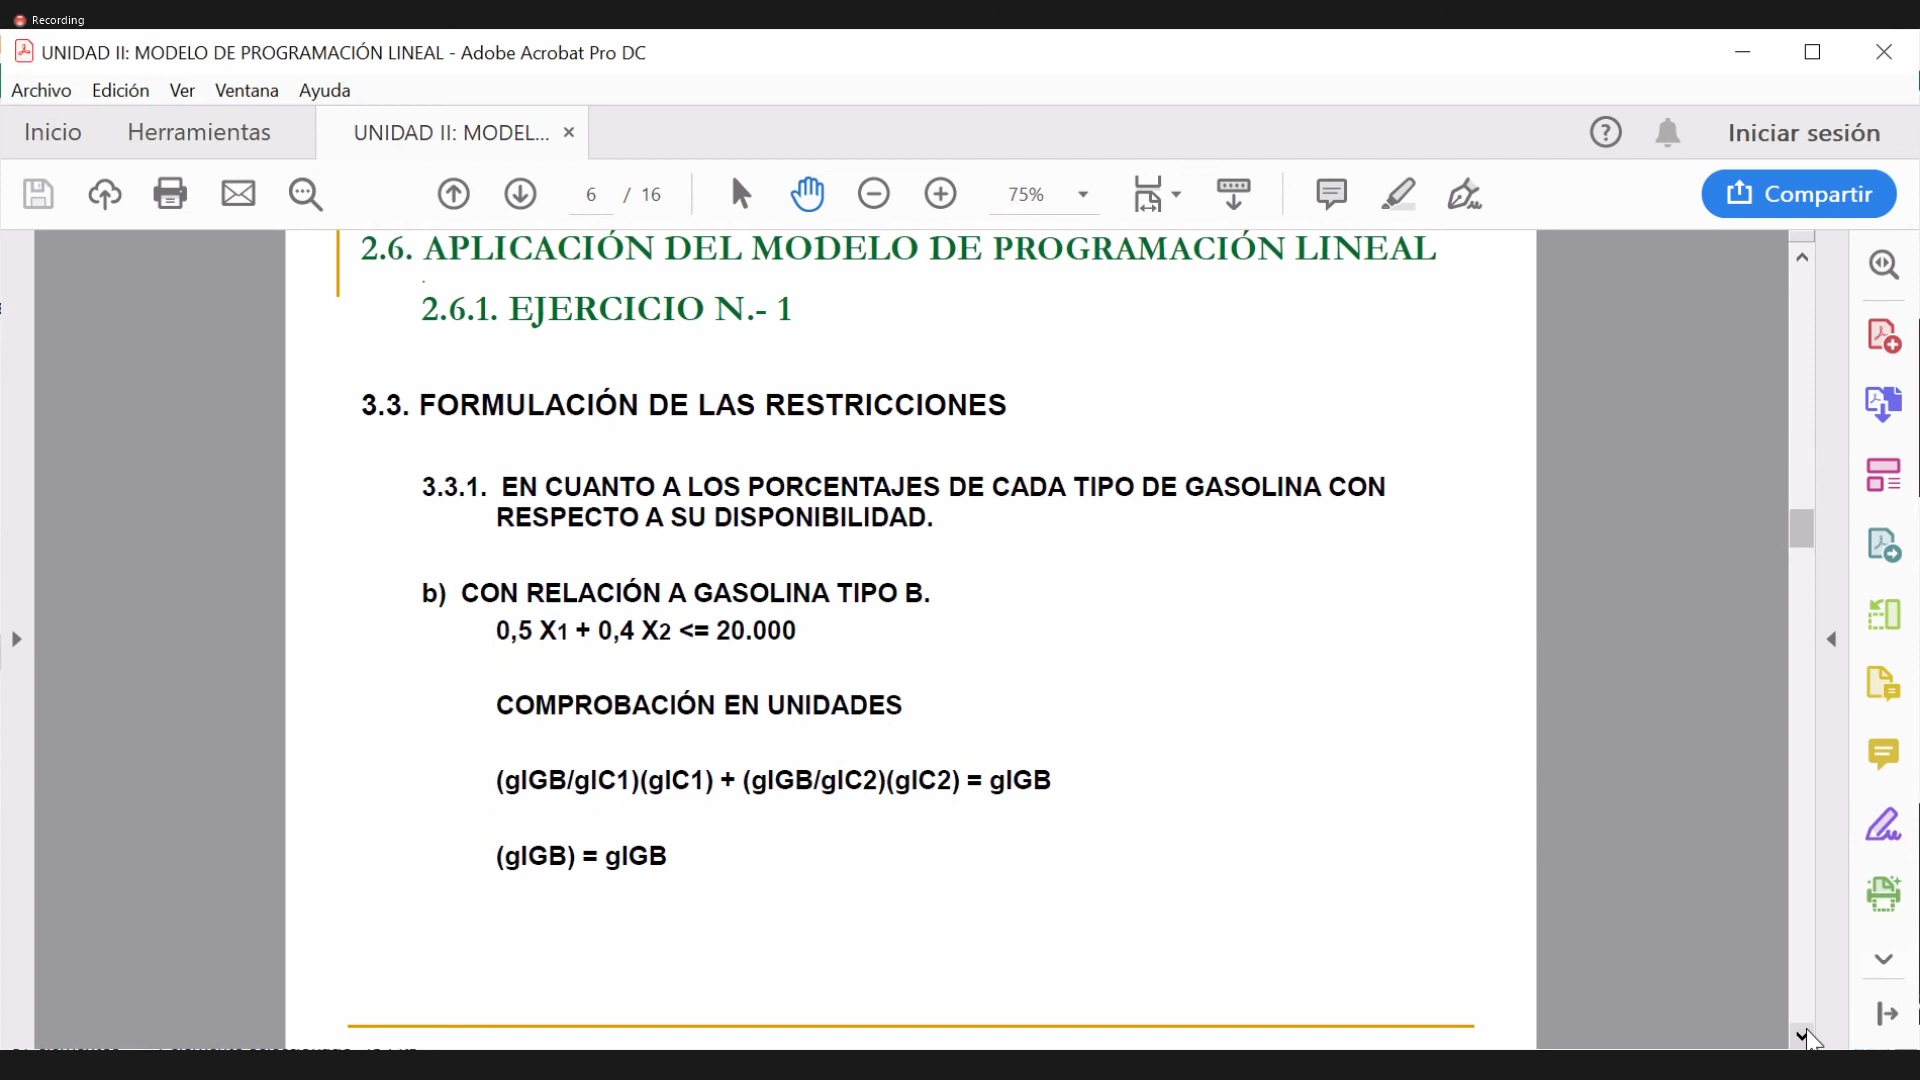 Recording
UNIDAD II: MODELO DE PROGRAMACIÓN LINEAL - Adobe Acrobat Pro DC
Archivo Edición Ver Ventana Ayuda
Inicio Herramientas UNIDAD II: MODEL... × Iniciar sesión
6 / 16 75% Compartir
2.6. APLICACIÓN DEL MODELO DE PROGRAMACIÓN LINEAL
2.6.1. EJERCICIO N.- 1
3.3. FORMULACIÓN DE LAS RESTRICCIONES
3.3.1. EN CUANTO A LOS PORCENTAJES DE CADA TIPO DE GASOLINA CON
RESPECTO A SU DISPONIBILIDAD.
b) CON RELACIÓN A GASOLINA TIPO B.
0,5 X1 + 0,4 X2 <= 20.000
COMPROBACIÓN EN UNIDADES
(glGB/glC1)(glC1) + (glGB/glC2)(glC2) = glGB
(glGB) = glGB